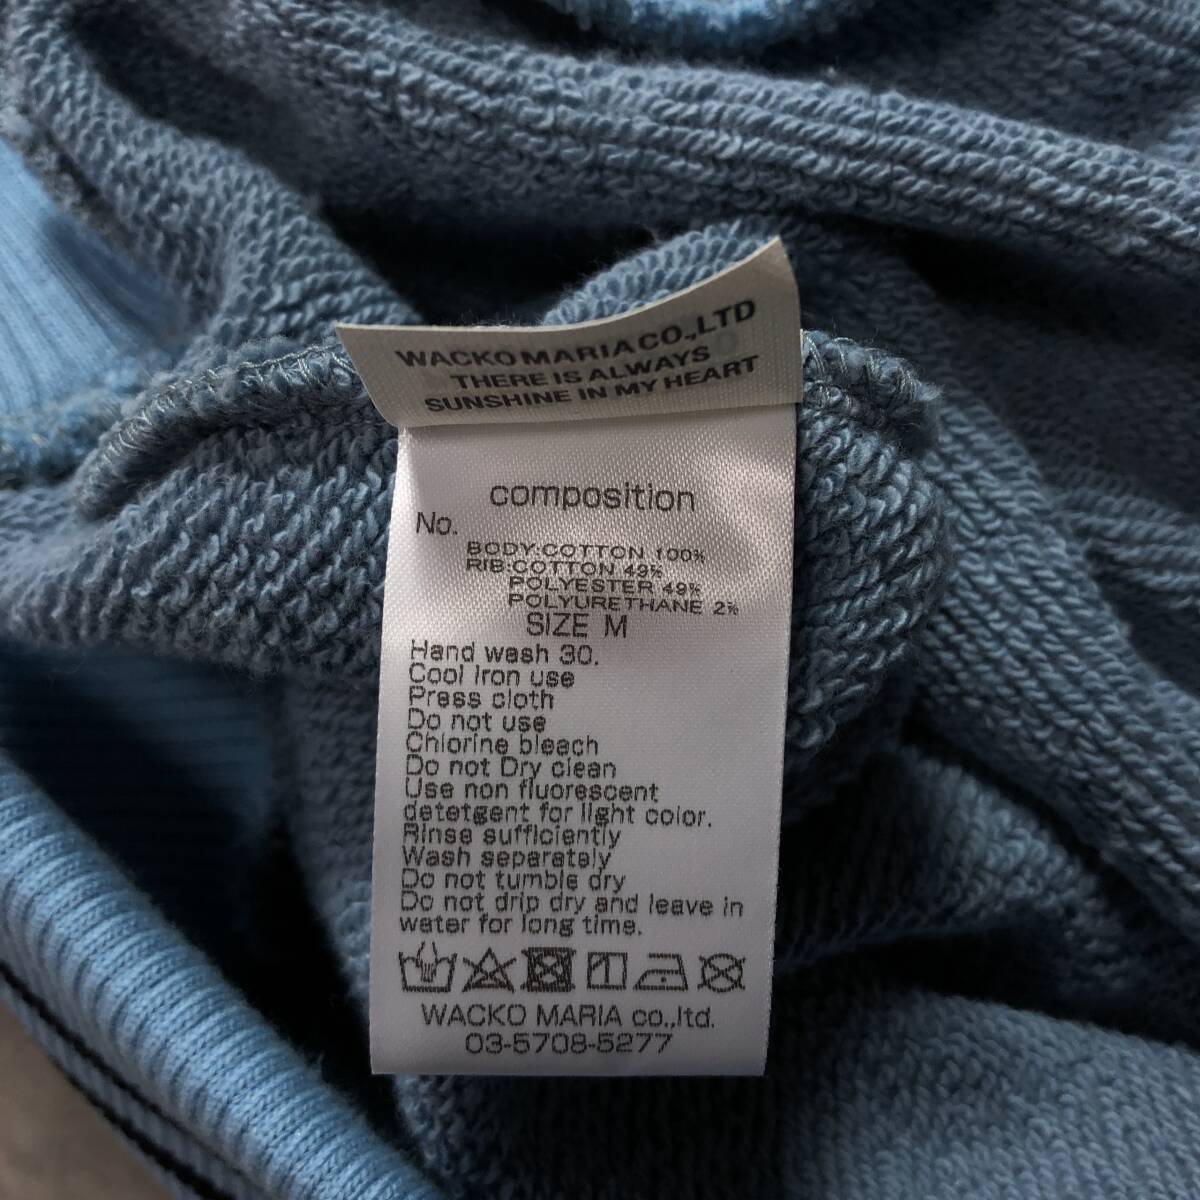 WACKO MARIA CO.,LTD
THERE IS ALWAYS
SUNSHINE IN MY HEART
composition
No.
BODY:COTTON 100%
RIB:COTTON 49%
POLYESTER 49%
POLYURETHANE 2%
SIZE M
Hand wash 30.
Cool iron use
Press cloth
Do not use
Chlorine bleach
Do not Dry clean
Use non fluorescent
detetgent for light color.
Rinse sufficiently
Wash separately
Do not tumble dry
Do not drip dry and leave in
water for long time.
WACKO MARIA co.,ltd.
03-5708-5277